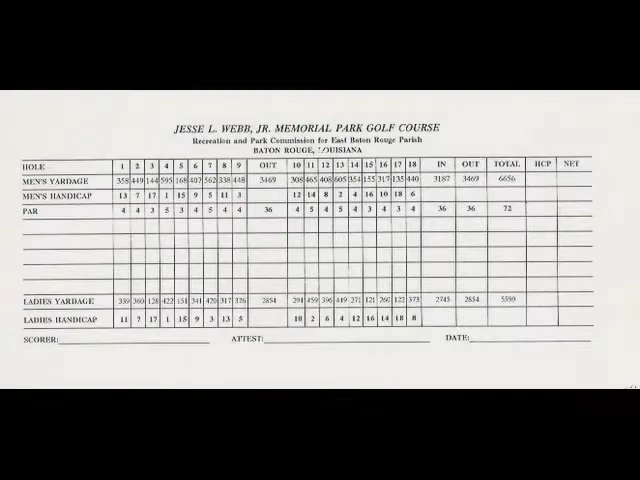 JESSE L. WEBB, JR. MEMORIAL PARK GOLF COURSE
Recreation and Park Commission for East Baton Rouge Parish
BATON ROUGE, LOUISIANA
HOLE 1 2 3 4 5 6 7 8 9 OUT 10 11 12 13 14 15 16 17 18 IN OUT TOTAL HCP NET
MEN'S YARDAGE 358 449 144 595 168 407 562 338 448 3469 308 465 408 605 354 155 317 135 440 3187 3469 6656
MEN'S HANDICAP 13 7 17 1 15 9 5 11 3 12 14 8 2 4 16 10 18 6
PAR 4 4 3 5 3 4 5 4 4 36 4 5 4 5 4 3 4 3 4 36 36 72
LADIES YARDAGE 339 360 128 422 151 341 420 317 376 2854 294 459 396 449 271 121 260 122 373 2745 2854 5599
LADIES HANDICAP 11 7 17 1 15 9 3 13 5 10 2 6 4 12 16 14 18 8
SCORER: ATTEST: DATE: